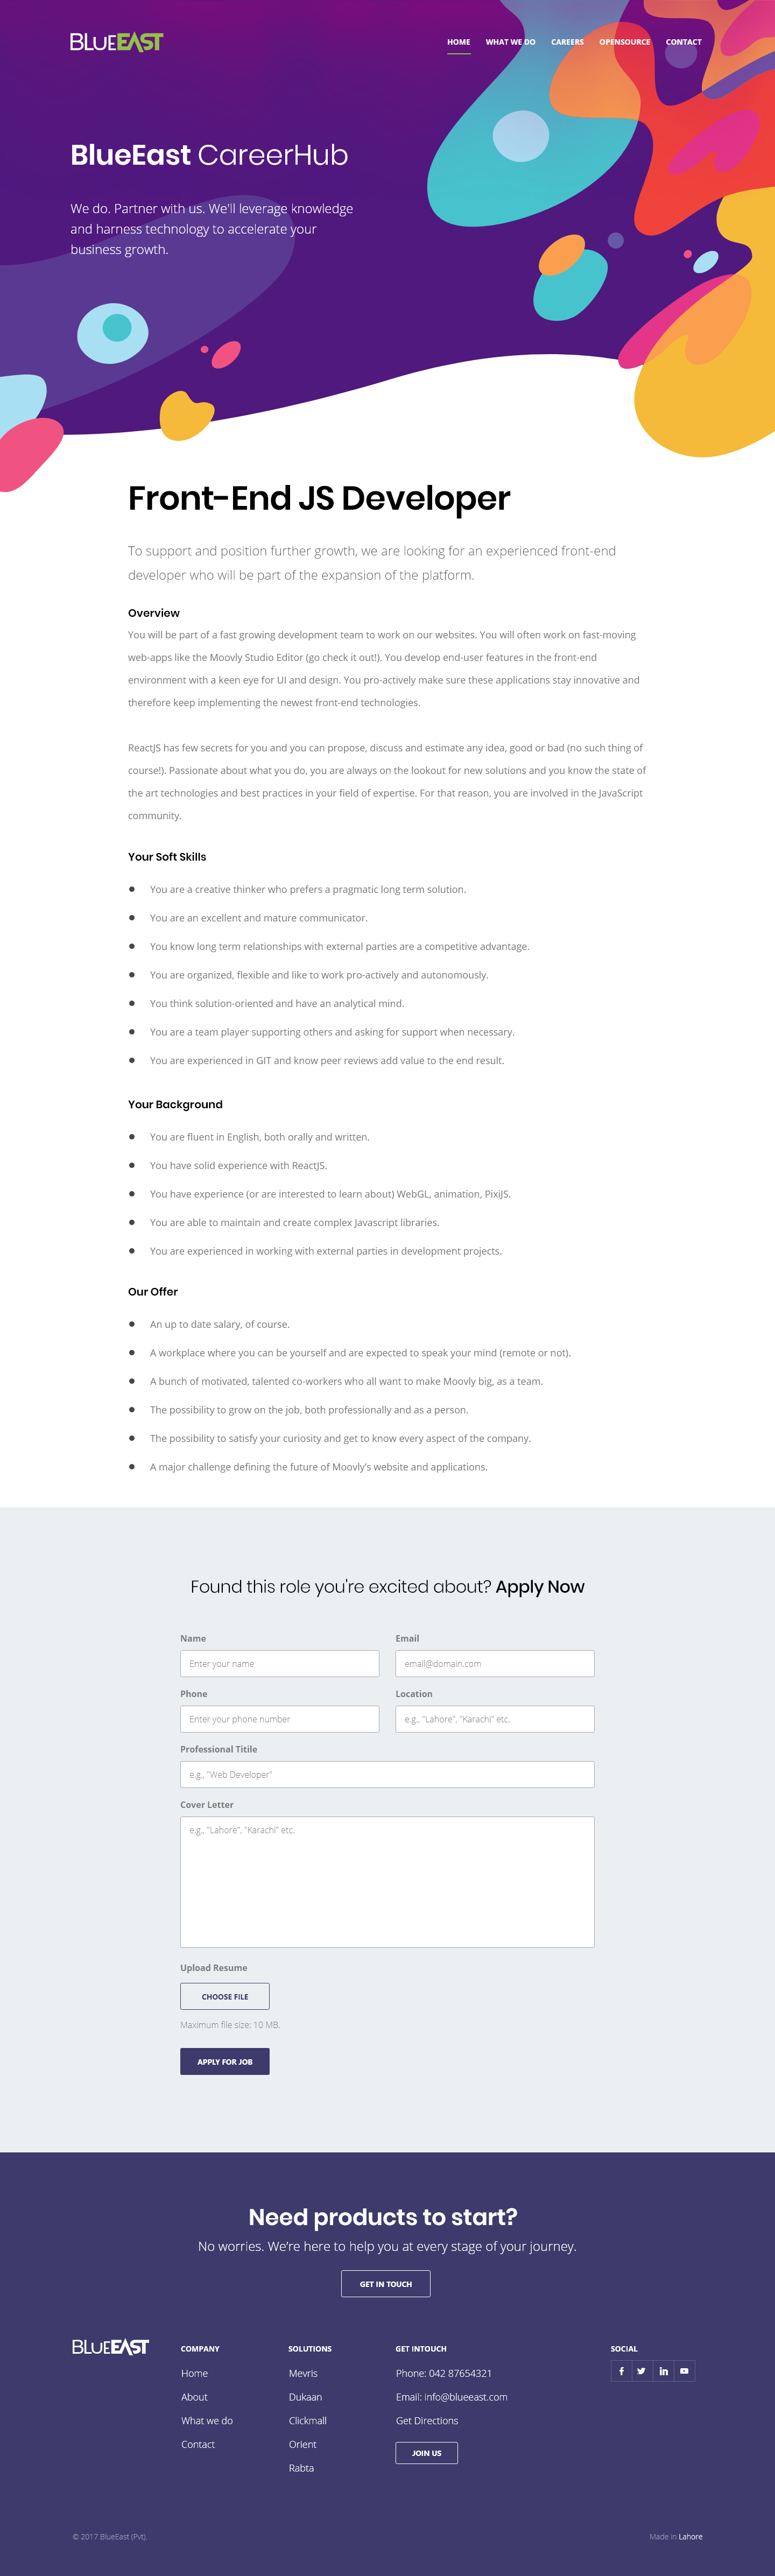 BLUEEAST
HOME WHAT WE DO CAREERS OPENSOURCE CONTACT
BlueEast CareerHub
We do. Partner with us. We'll leverage knowledge
and harness technology to accelerate your
business growth.
Front-End JS Developer
To support and position further growth, we are looking for an experienced front-end
developer who will be part of the expansion of the platform.
Overview
You will be part of a fast growing development team to work on our websites. You will often work on fast-moving
web-apps like the Moovly Studio Editor (go check it out!). You develop end-user features in the front-end
environment with a keen eye for UI and design. You pro-actively make sure these applications stay innovative and
therefore keep implementing the newest front-end technologies.
ReactJS has few secrets for you and you can propose, discuss and estimate any idea, good or bad (no such thing of
course!). Passionate about what you do, you are always on the lookout for new solutions and you know the state of
the art technologies and best practices in your field of expertise. For that reason, you are involved in the JavaScript
community.
Your Soft Skills
You are a creative thinker who prefers a pragmatic long term solution.
You are an excellent and mature communicator.
You know long term relationships with external parties are a competitive advantage.
You are organized, flexible and like to work pro-actively and autonomously.
You think solution-oriented and have an analytical mind.
You are a team player supporting others and asking for support when necessary.
You are experienced in GIT and know peer reviews add value to the end result.
Your Background
You are fluent in English, both orally and written.
You have solid experience with ReactJS.
You have experience (or are interested to learn about) WebGL, animation, PixiJS.
You are able to maintain and create complex Javascript libraries.
You are experienced in working with external parties in development projects.
Our Offer
An up to date salary, of course.
A workplace where you can be yourself and are expected to speak your mind (remote or not).
A bunch of motivated, talented co-workers who all want to make Moovly big, as a team.
The possibility to grow on the job, both professionally and as a person.
The possibility to satisfy your curiosity and get to know every aspect of the company.
A major challenge defining the future of Moovly's website and applications.
Found this role you're excited about? Apply Now
Name Email
Enter your name email@domain.com
Phone Location
Enter your phone number e.g., "Lahore", "Karachi" etc.
Professional Titile
e.g., "Web Developer"
Cover Letter
e.g., "Lahore", "Karachi" etc.
Upload Resume
CHOOSE FILE
Maximum file size: 10 MB.
APPLY FOR JOB
Need products to start?
No worries. We're here to help you at every stage of your journey.
GET IN TOUCH
BLUEEAST COMPANY SOLUTIONS GET INTOUCH SOCIAL
Home Mevris Phone: 042 87654321
About Dukaan Email: info@blueeast.com
What we do Clickmall Get Directions
Contact Orient
JOIN US
Rabta
© 2017 BlueEast (Pvt). Made in Lahore